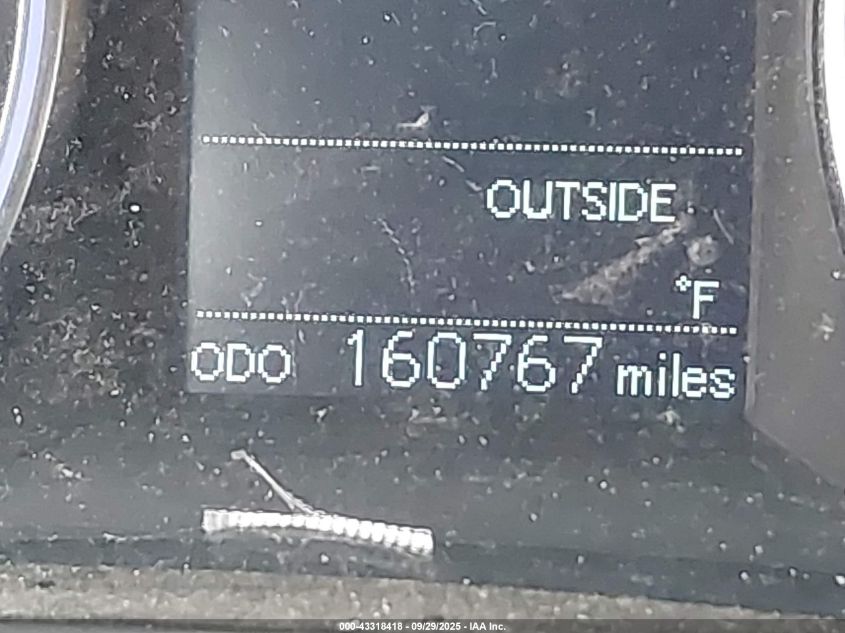 OUTSIDE
°F
ODO 160767 miles
000-43318418 - 09/29/2025 - IAA Inc.